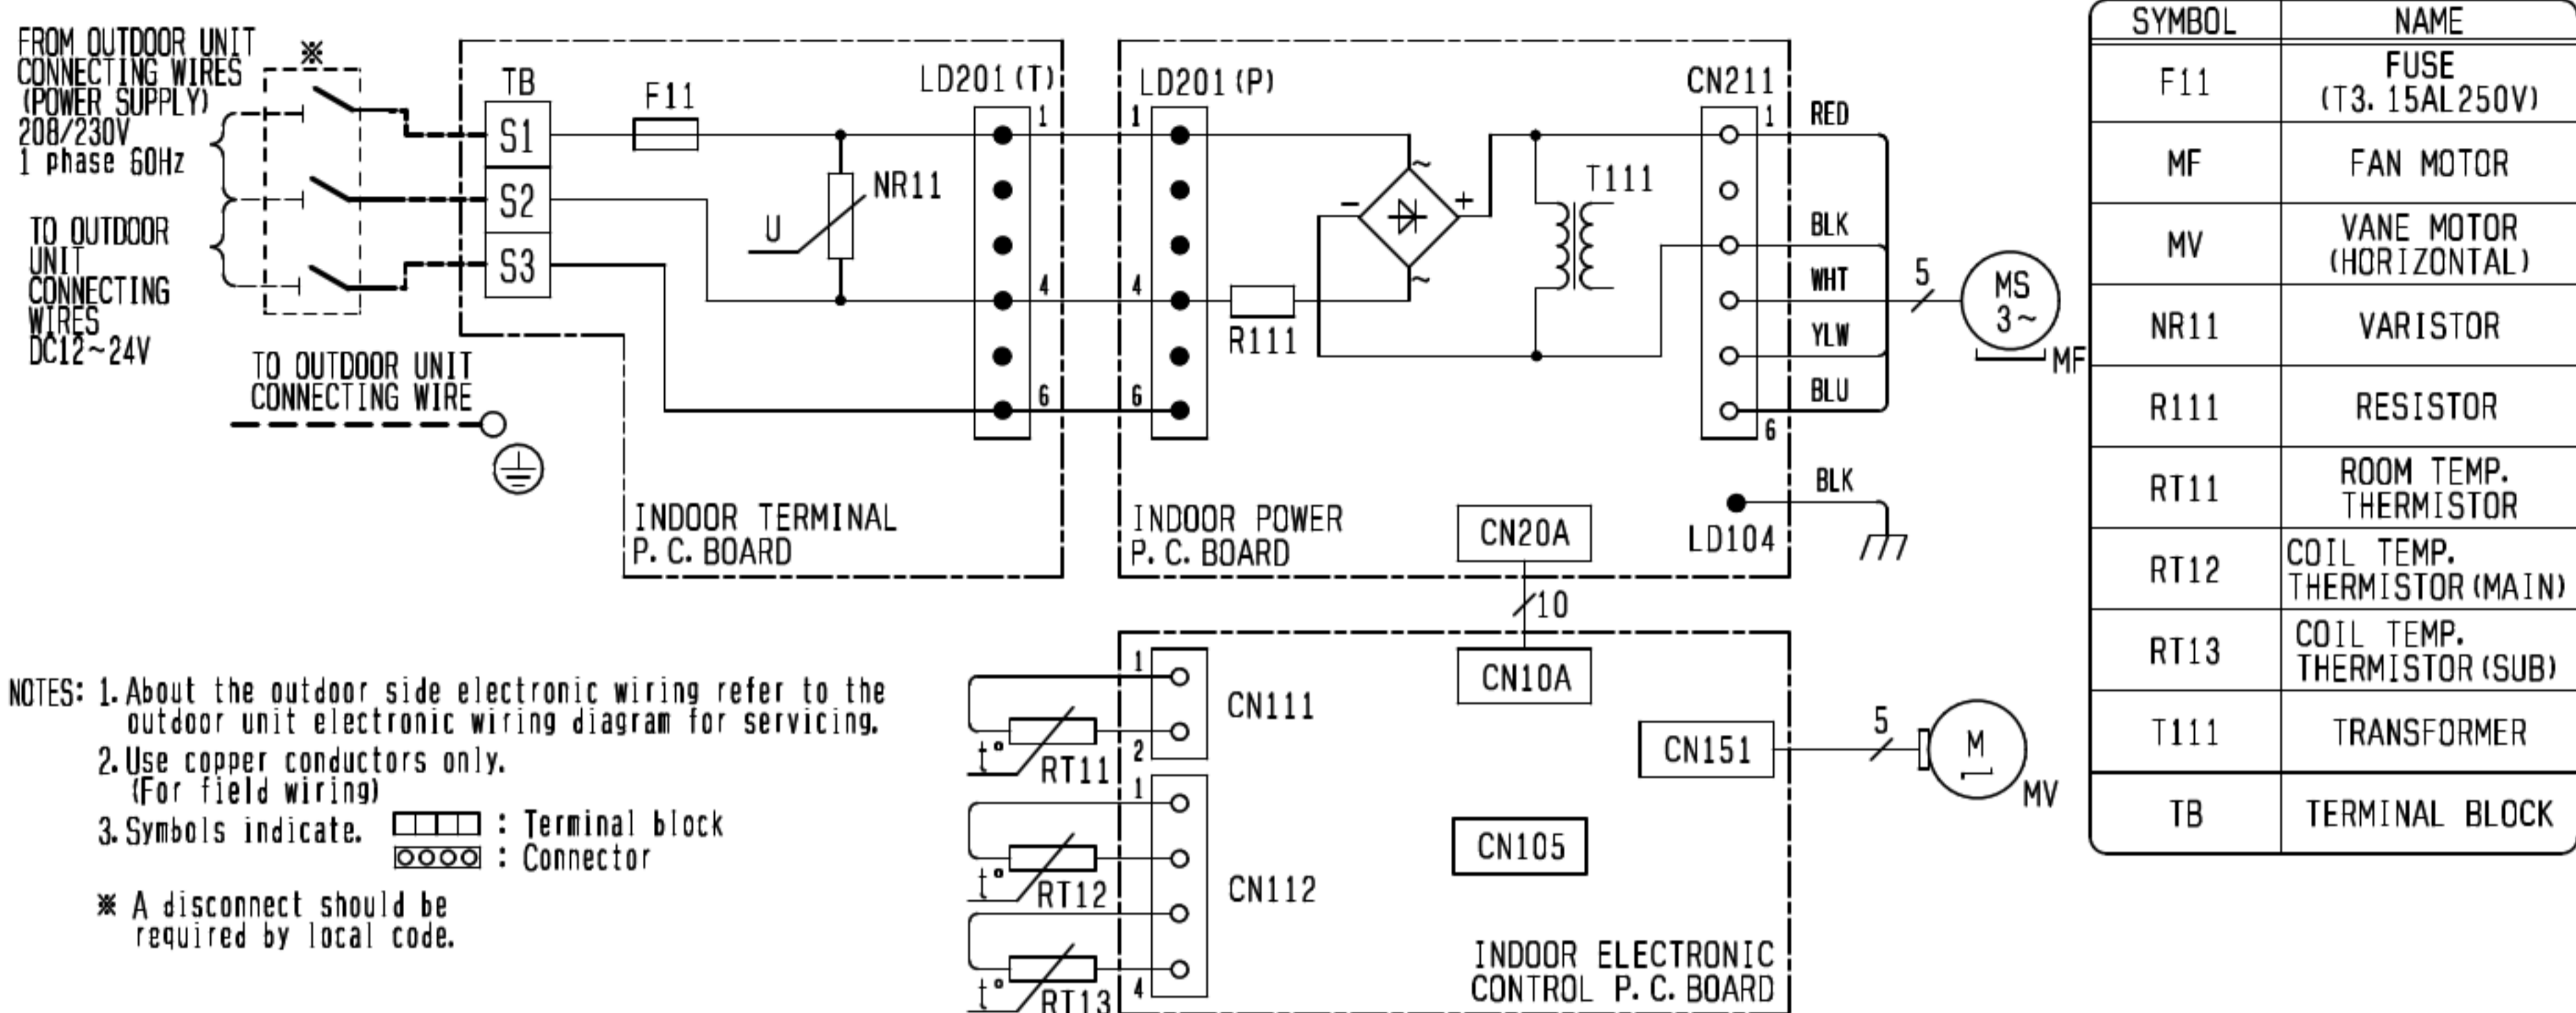 FROM OUTDOOR UNIT
CONNECTING WIRES
(POWER SUPPLY)
208/230V
1 phase 60Hz
TO OUTDOOR
UNIT
CONNECTING
WIRES
DC12~24V
※
TO OUTDOOR UNIT
CONNECTING WIRE
TB
S1
S2
S3
F11
U
NR11
LD201(T)
1
4
6
INDOOR TERMINAL
P.C.BOARD
LD201(P)
1
4
6
R111
~
-
+
~
T111
CN211
1
6
RED
BLK
WHT
YLW
BLU
5
MS
3~
MF
BLK
LD104
INDOOR POWER
P.C.BOARD
CN20A
10
CN10A
1
2
CN111
t°
RT11
1
4
CN112
t°
RT12
t°
RT13
CN151
5
M
MV
CN105
INDOOR ELECTRONIC
CONTROL P.C.BOARD
NOTES: 1.About the outdoor side electronic wiring refer to the
outdoor unit electronic wiring diagram for servicing.
2.Use copper conductors only.
(For field wiring)
3.Symbols indicate.
: Terminal block
: Connector
※ A disconnect should be
required by local code.
SYMBOL NAME
F11 FUSE
(T3.15AL250V)
MF FAN MOTOR
MV VANE MOTOR
(HORIZONTAL)
NR11 VARISTOR
R111 RESISTOR
RT11 ROOM TEMP.
THERMISTOR
RT12 COIL TEMP.
THERMISTOR(MAIN)
RT13 COIL TEMP.
THERMISTOR(SUB)
T111 TRANSFORMER
TB TERMINAL BLOCK